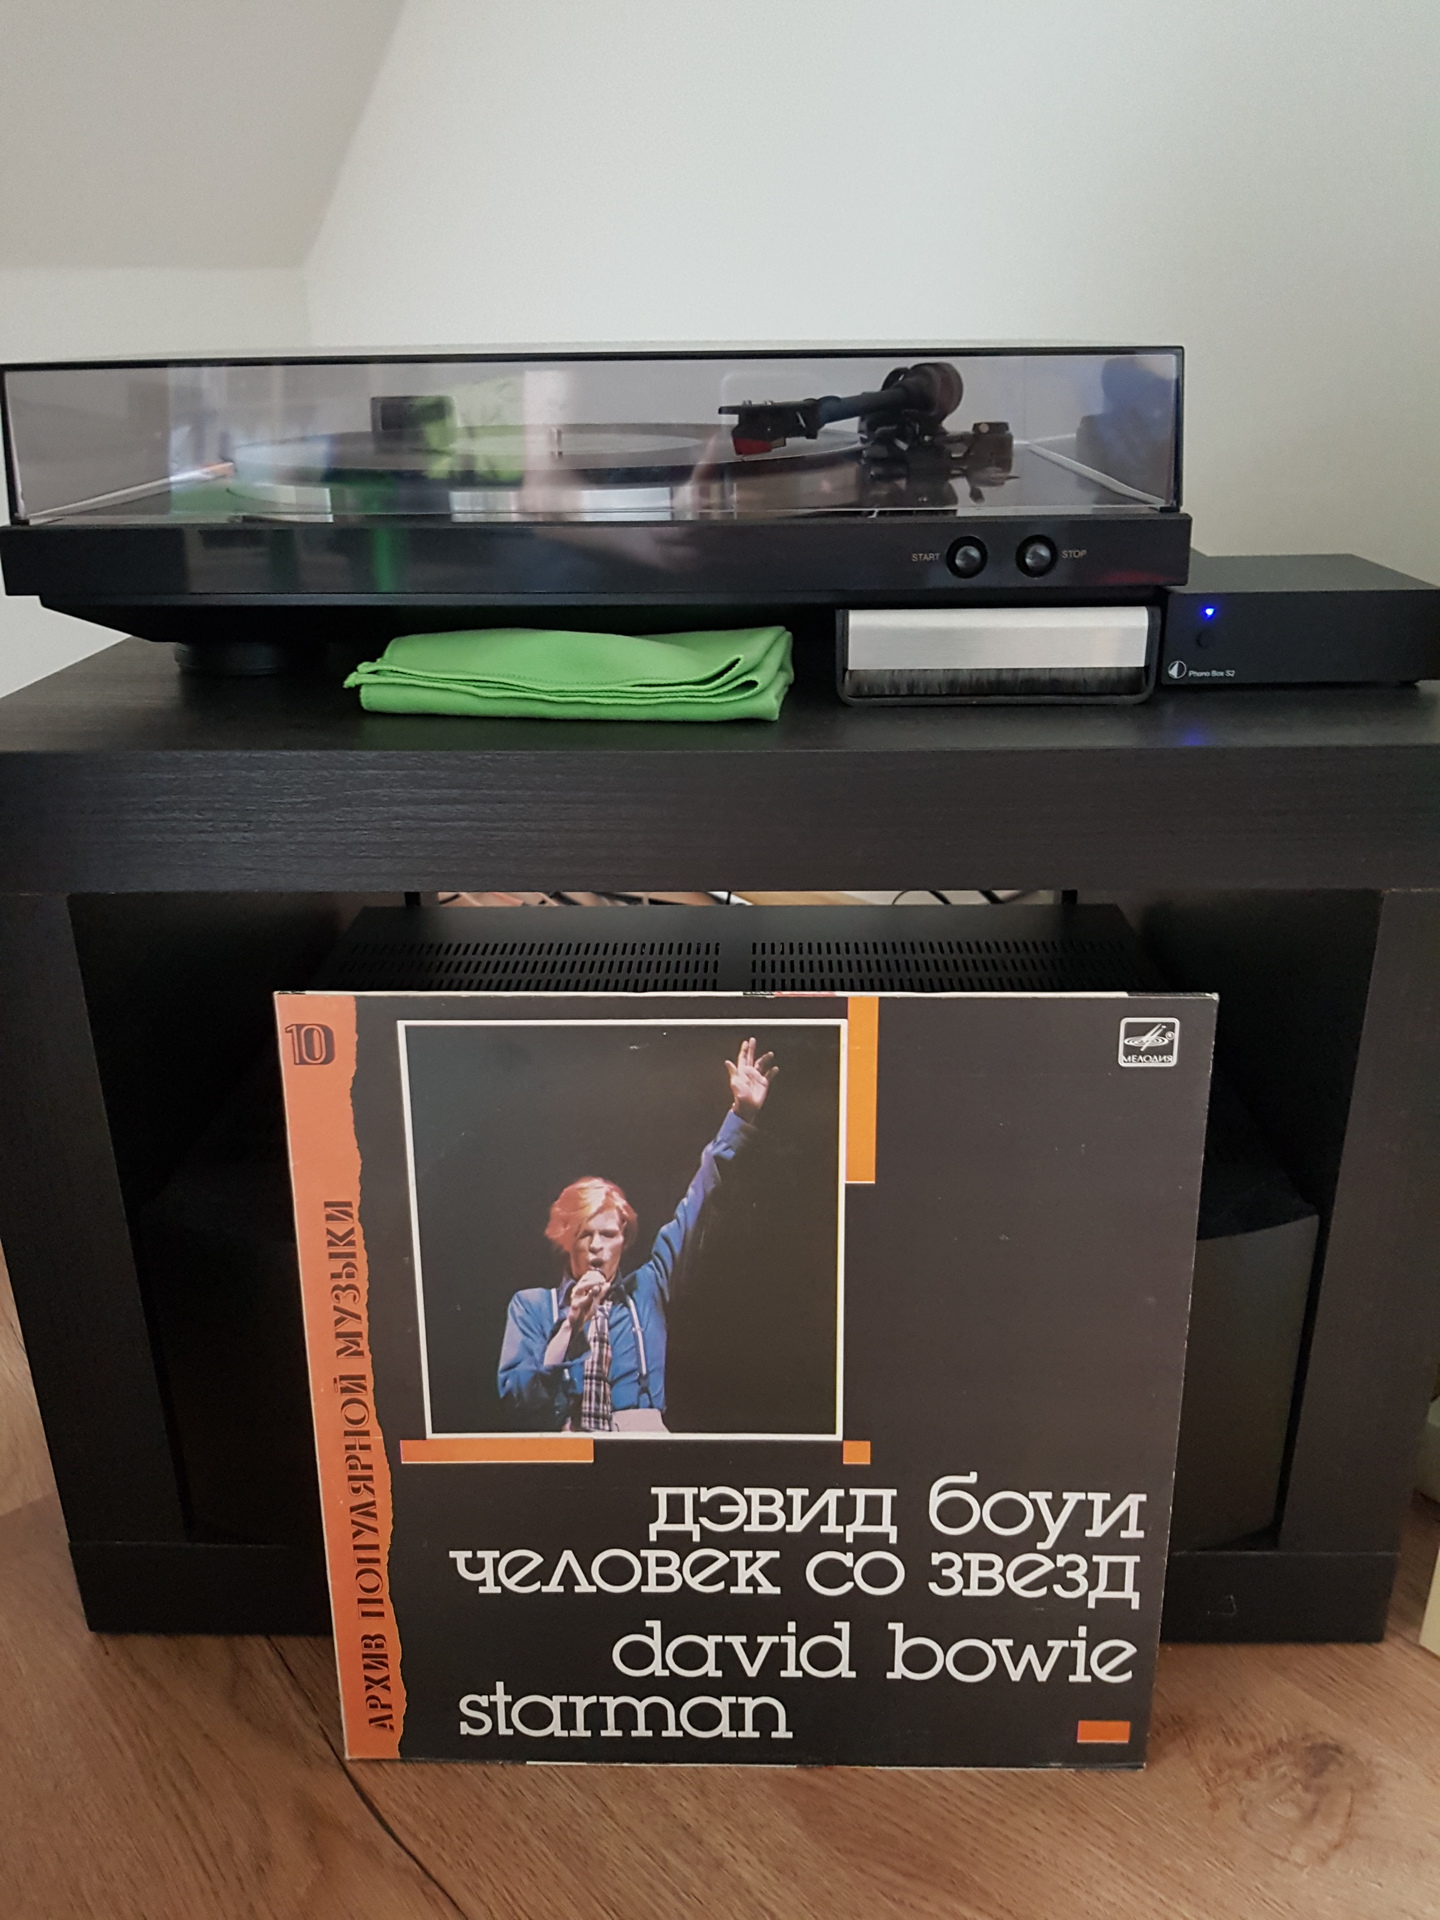 START
STOP
Phono Box S2
10
МЕЛОДИЯ
АРХИВ ПОПУЛЯРНОЙ МУЗЫКИ
дэвид боуи
человек со звезд
david bowie
starman